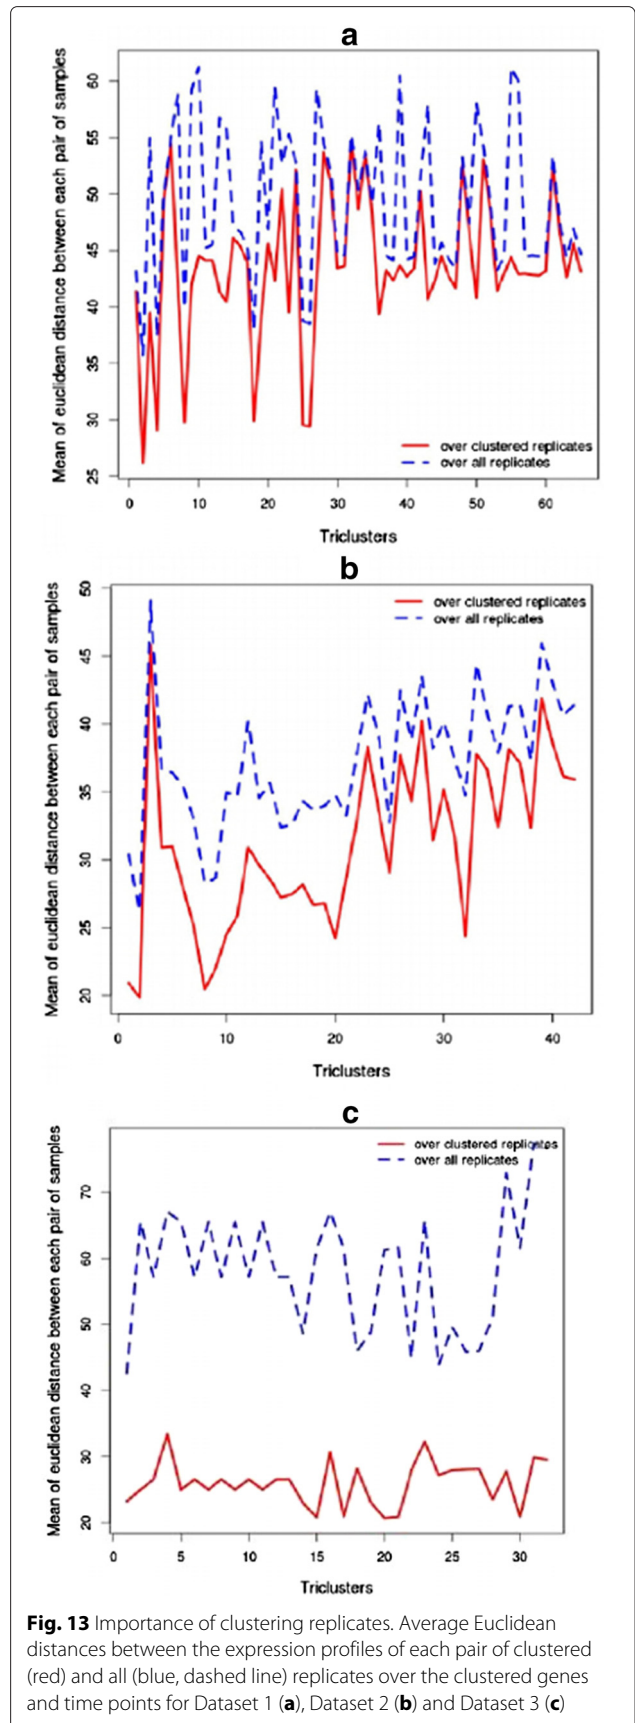 a
Mean of euclidean distance between each pair of samples
60
55
50
45
40
35
30
25
over clustered replicates
over all replicates
0 10 20 30 40 50 60
Triclusters
b
Mean of euclidean distance between each pair of samples
50
45
40
35
30
25
20
over clustered replicates
over all replicates
0 10 20 30 40
Triclusters
c
Mean of euclidean distance between each pair of samples
70
60
50
40
30
20
over clustered replicates
over all replicates
0 5 10 15 20 25 30
Triclusters
Fig. 13 Importance of clustering replicates. Average Euclidean
distances between the expression profiles of each pair of clustered
(red) and all (blue, dashed line) replicates over the clustered genes
and time points for Dataset 1 (a), Dataset 2 (b) and Dataset 3 (c)